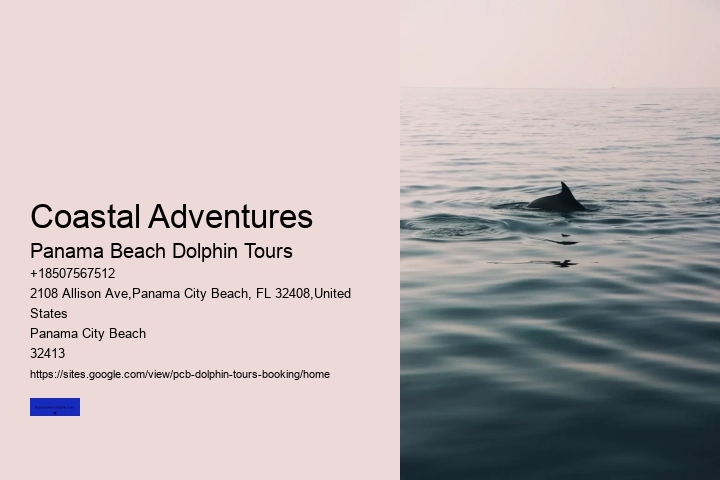 Coastal Adventures
Panama Beach Dolphin Tours
+18507567512
2108 Allison Ave,Panama City Beach, FL 32408,United
States
Panama City Beach
32413
https://sites.google.com/view/pcb-dolphin-tours-booking/home